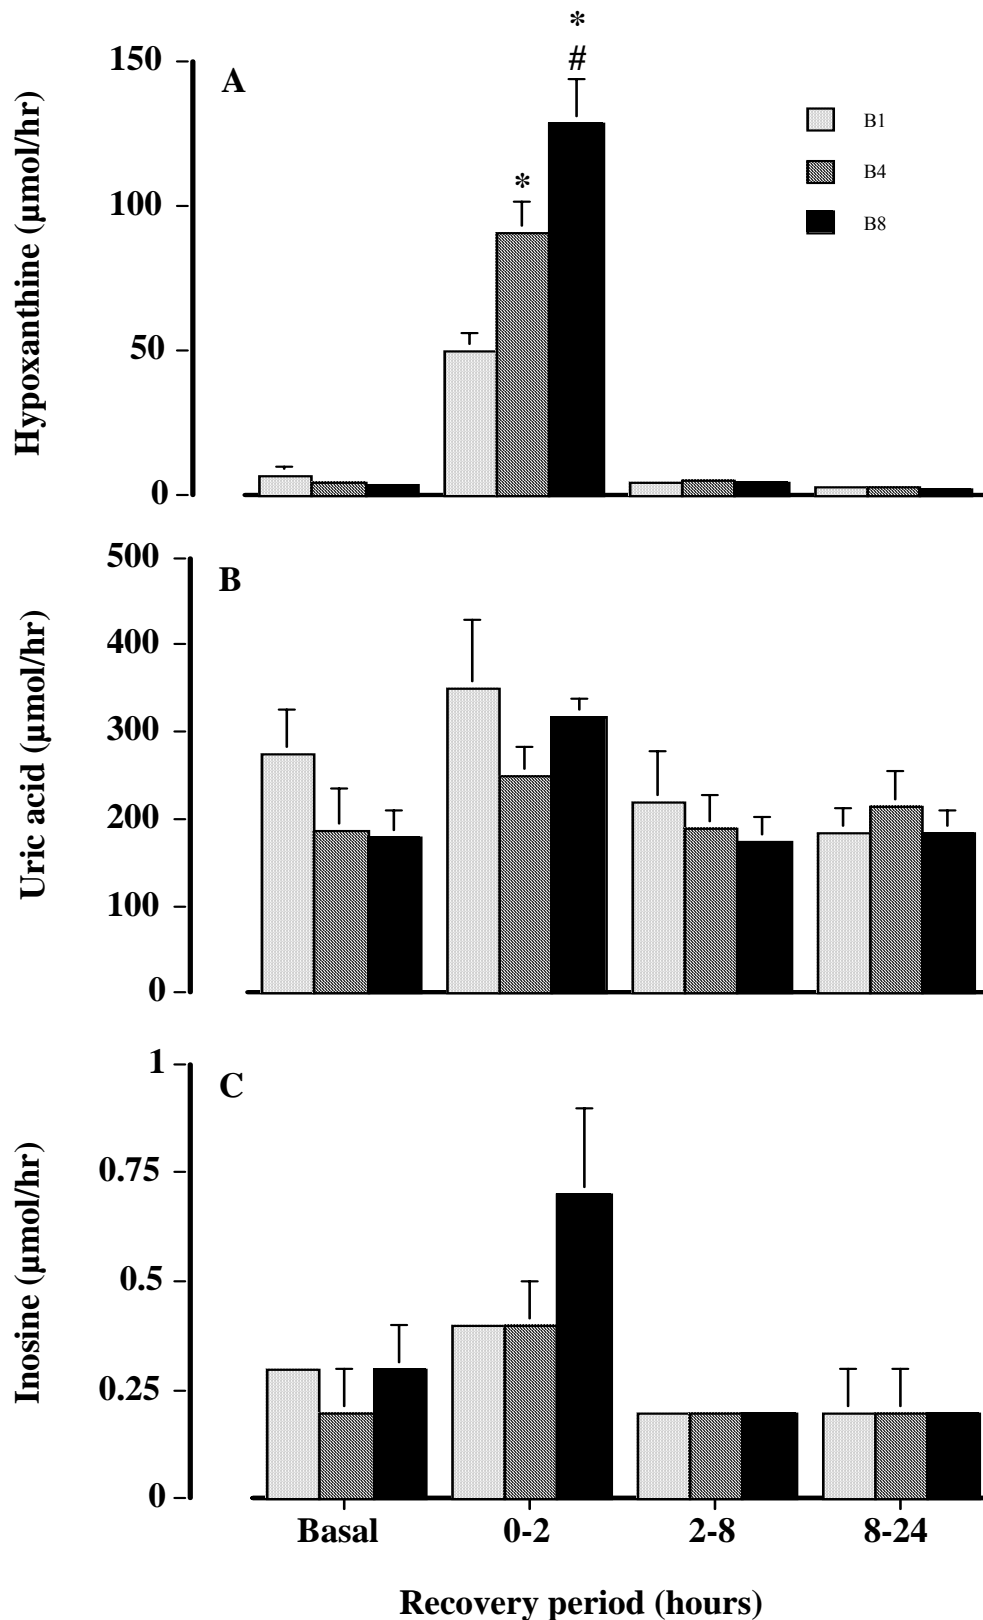 *
#
150
A
Hypoxanthine (µmol/hr)
B1
B4
B8
*
100
50
0
500
B
Uric acid (µmol/hr)
400
300
200
100
0
1
C
Inosine (µmol/hr)
0.75
0.5
0.25
0
Basal 0-2 2-8 8-24
Recovery period (hours)